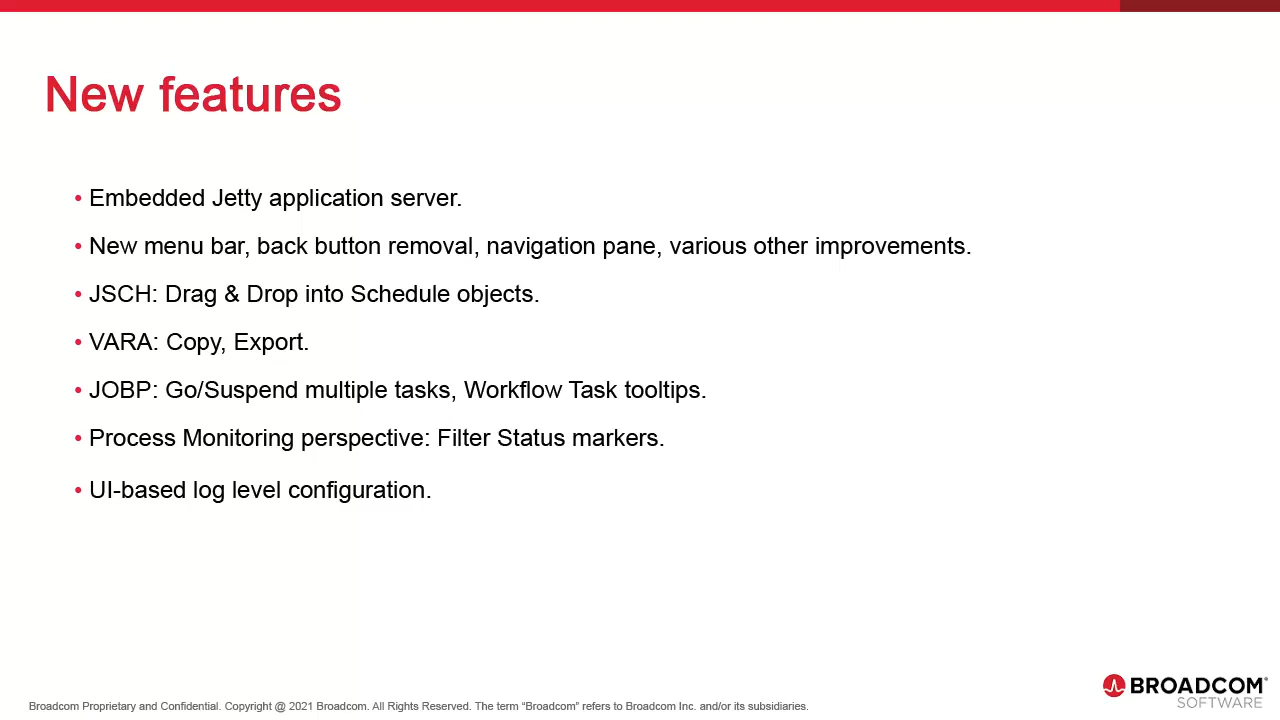 New features
• Embedded Jetty application server.
• New menu bar, back button removal, navigation pane, various other improvements.
• JSCH: Drag & Drop into Schedule objects.
• VARA: Copy, Export.
• JOBP: Go/Suspend multiple tasks, Workflow Task tooltips.
• Process Monitoring perspective: Filter Status markers.
• UI-based log level configuration.
BROADCOM®
SOFTWARE
Broadcom Proprietary and Confidential. Copyright @ 2021 Broadcom. All Rights Reserved. The term “Broadcom” refers to Broadcom Inc. and/or its subsidiaries.